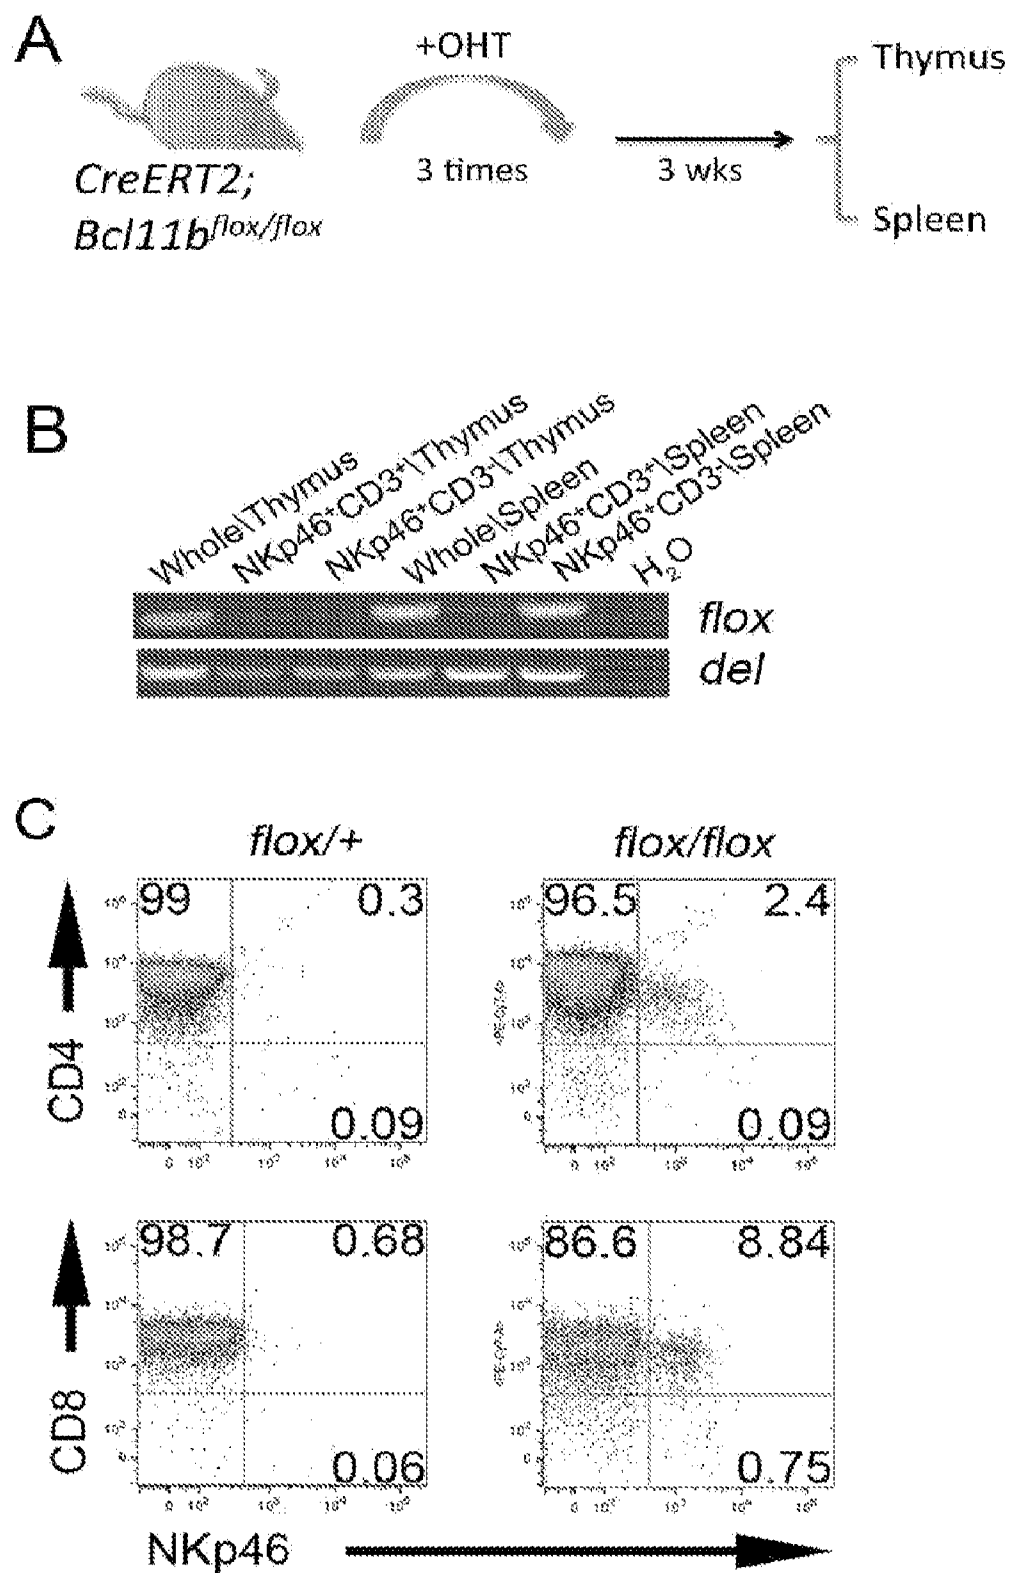 A
+OHT
Thymus
3 times
3 wks
CreERT2;
Bcl11bflox/flox
Spleen
B
Whole\Thymus
NKp46+CD3+\Thymus
NKp46+CD3-\Thymus
Whole\Spleen
NKp46+CD3+\Spleen
NKp46+CD3-\Spleen
H2O
flox
del
C
flox/+
flox/flox
99
0.3
96.5
2.4
CD4
0.09
0.09
98.7
0.68
86.6
8.84
CD8
0.06
0.75
NKp46